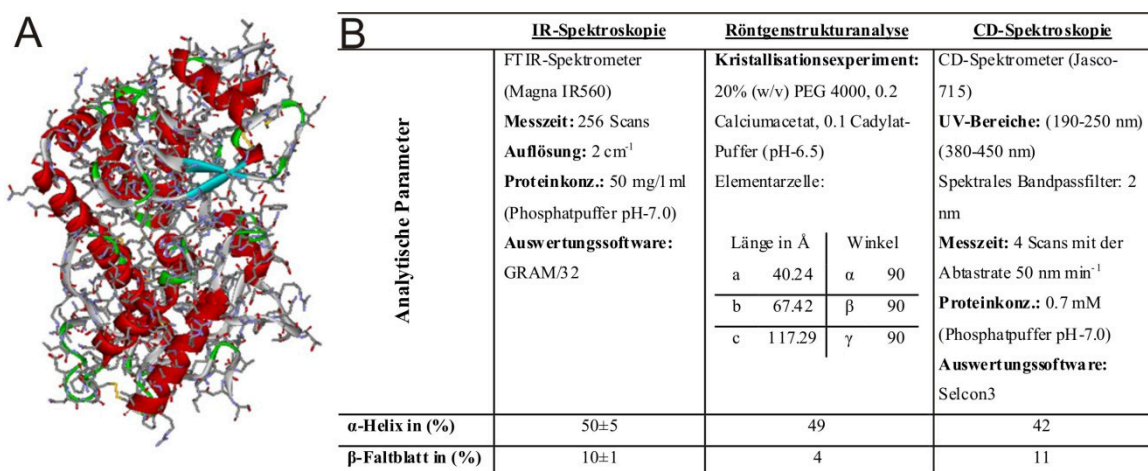 A
B
IR-Spektroskopie
Röntgenstrukturanalyse
CD-Spektroskopie
Analytische Parameter
FTIR-Spektrometer
(Magna IR560)
Messzeit: 256 Scans
Auflösung: 2 cm⁻¹
Proteinkonz.: 50 mg/1 ml
(Phosphatpuffer pH-7.0)
Auswertungssoftware:
GRAM/32
Kristallisationsexperiment:
20% (w/v) PEG 4000, 0.2
Calciumacetat, 0.1 Cadylat-
Puffer (pH-6.5)
Elementarzelle:
Länge in Å Winkel
a 40.24 α 90
b 67.42 β 90
c 117.29 γ 90
CD-Spektrometer (Jasco-
715)
UV-Bereiche: (190-250 nm)
(380-450 nm)
Spektrales Bandpassfilter: 2
nm
Messzeit: 4 Scans mit der
Abtastrate 50 nm min⁻¹
Proteinkonz.: 0.7 mM
(Phosphatpuffer pH-7.0)
Auswertungssoftware:
Selcon3
α-Helix in (%) 50±5 49 42
β-Faltblatt in (%) 10±1 4 11